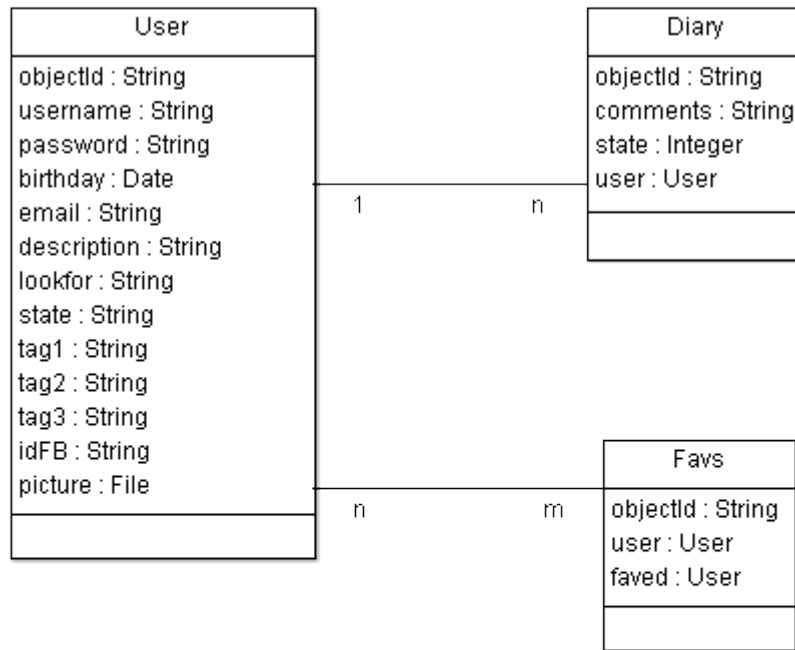 User
objectId : String
username : String
password : String
birthday : Date
email : String
description : String
lookfor : String
state : String
tag1 : String
tag2 : String
tag3 : String
idFB : String
picture : File
1
n
Diary
objectId : String
comments : String
state : Integer
user : User
n
m
Favs
objectId : String
user : User
faved : User